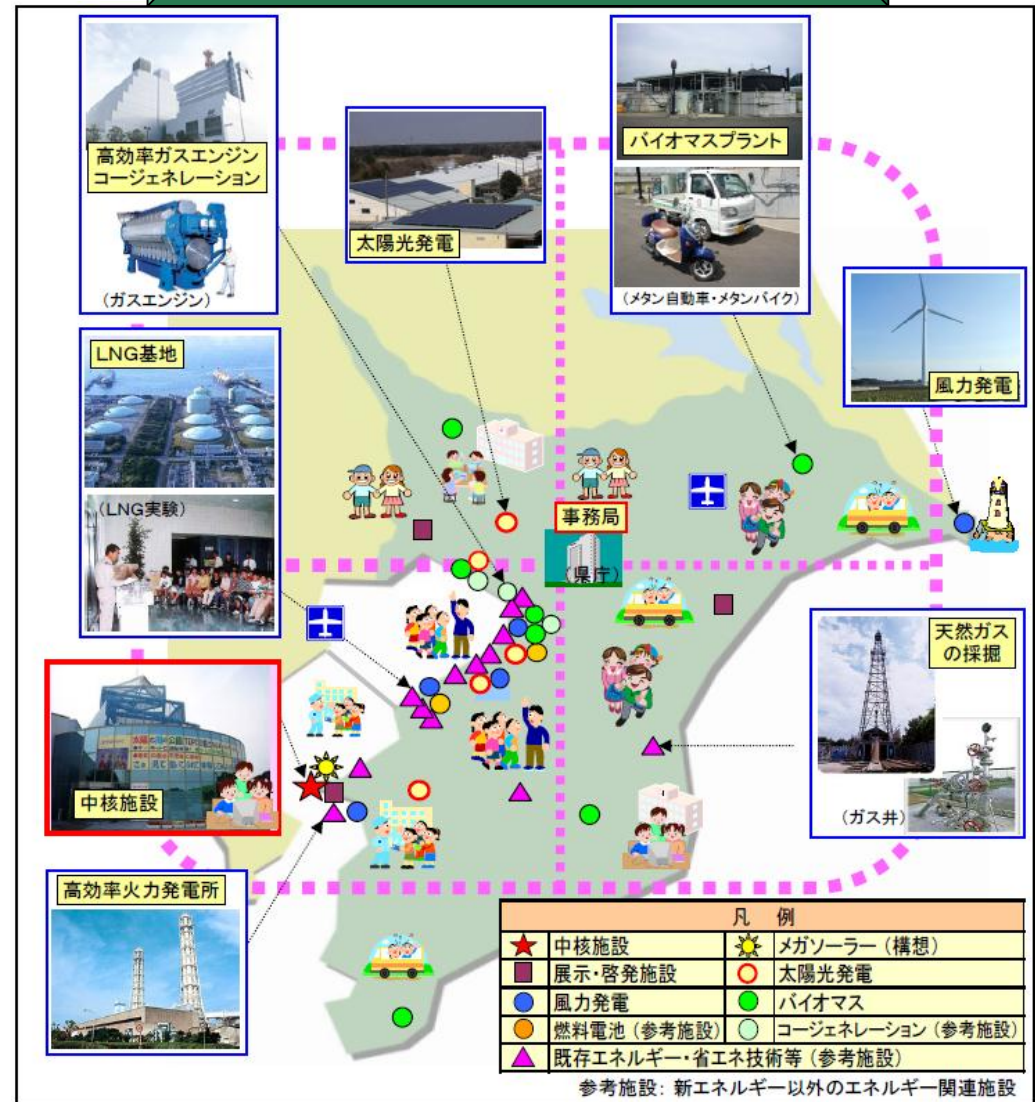 高効率ガスエンジン
コージェネレーション
(ガスエンジン)
太陽光発電
バイオマスプラント
(メタン自動車・メタンバイク)
風力発電
LNG基地
(LNG実験)
事務局
(県庁)
天然ガス
の採掘
(ガス井)
中核施設
高効率火力発電所
凡 例
中核施設
メガソーラー(構想)
展示・啓発施設
太陽光発電
風力発電
バイオマス
燃料電池(参考施設)
コージェネレーション(参考施設)
既存エネルギー・省エネ技術等(参考施設)
参考施設: 新エネルギー以外のエネルギー関連施設